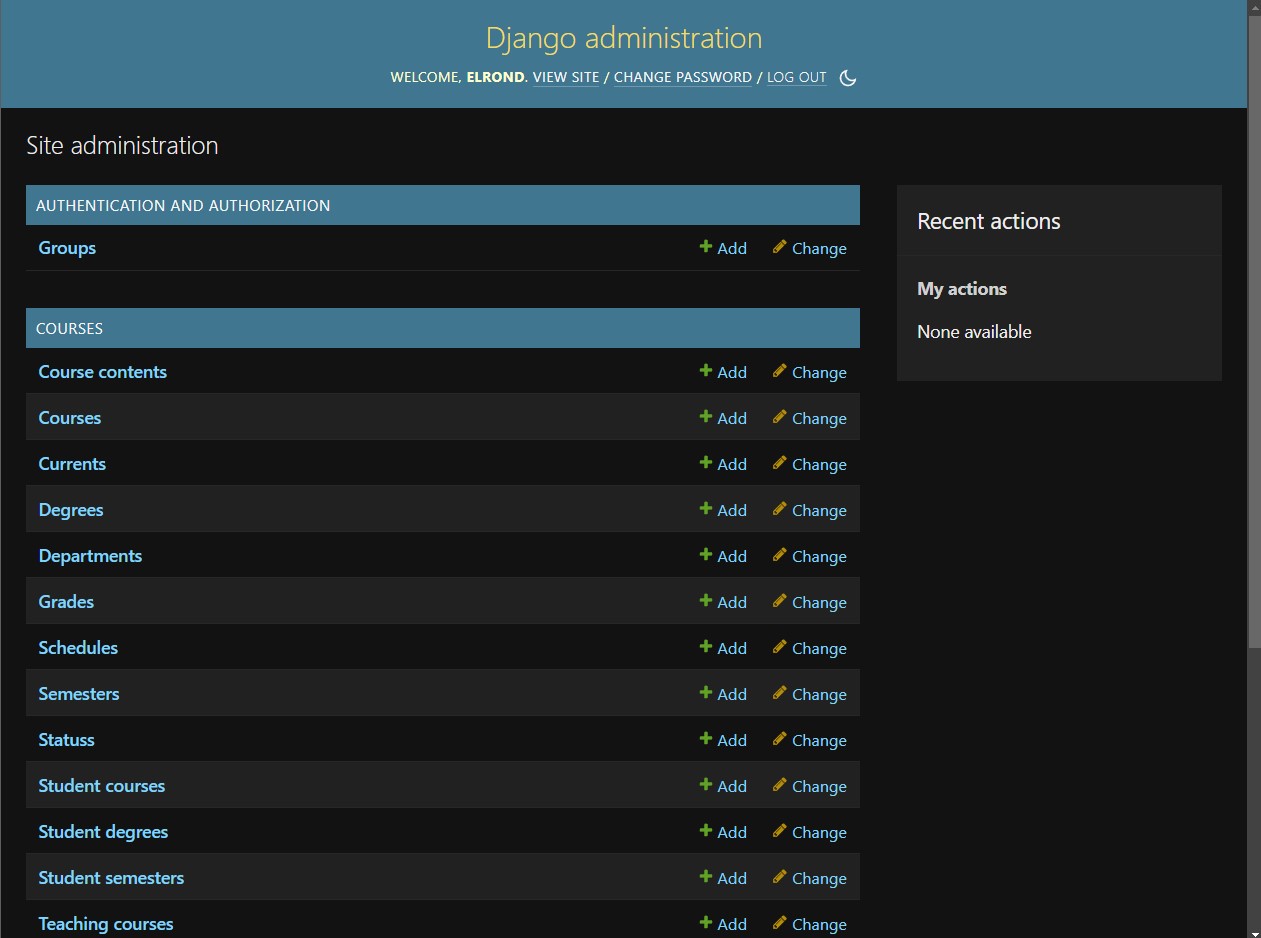 Django administration
WELCOME, ELROND. VIEW SITE / CHANGE PASSWORD / LOG OUT
Site administration
AUTHENTICATION AND AUTHORIZATION
Groups Add Change
COURSES
Course contents Add Change
Courses Add Change
Currents Add Change
Degrees Add Change
Departments Add Change
Grades Add Change
Schedules Add Change
Semesters Add Change
Statuss Add Change
Student courses Add Change
Student degrees Add Change
Student semesters Add Change
Teaching courses Add Change
Recent actions
My actions
None available